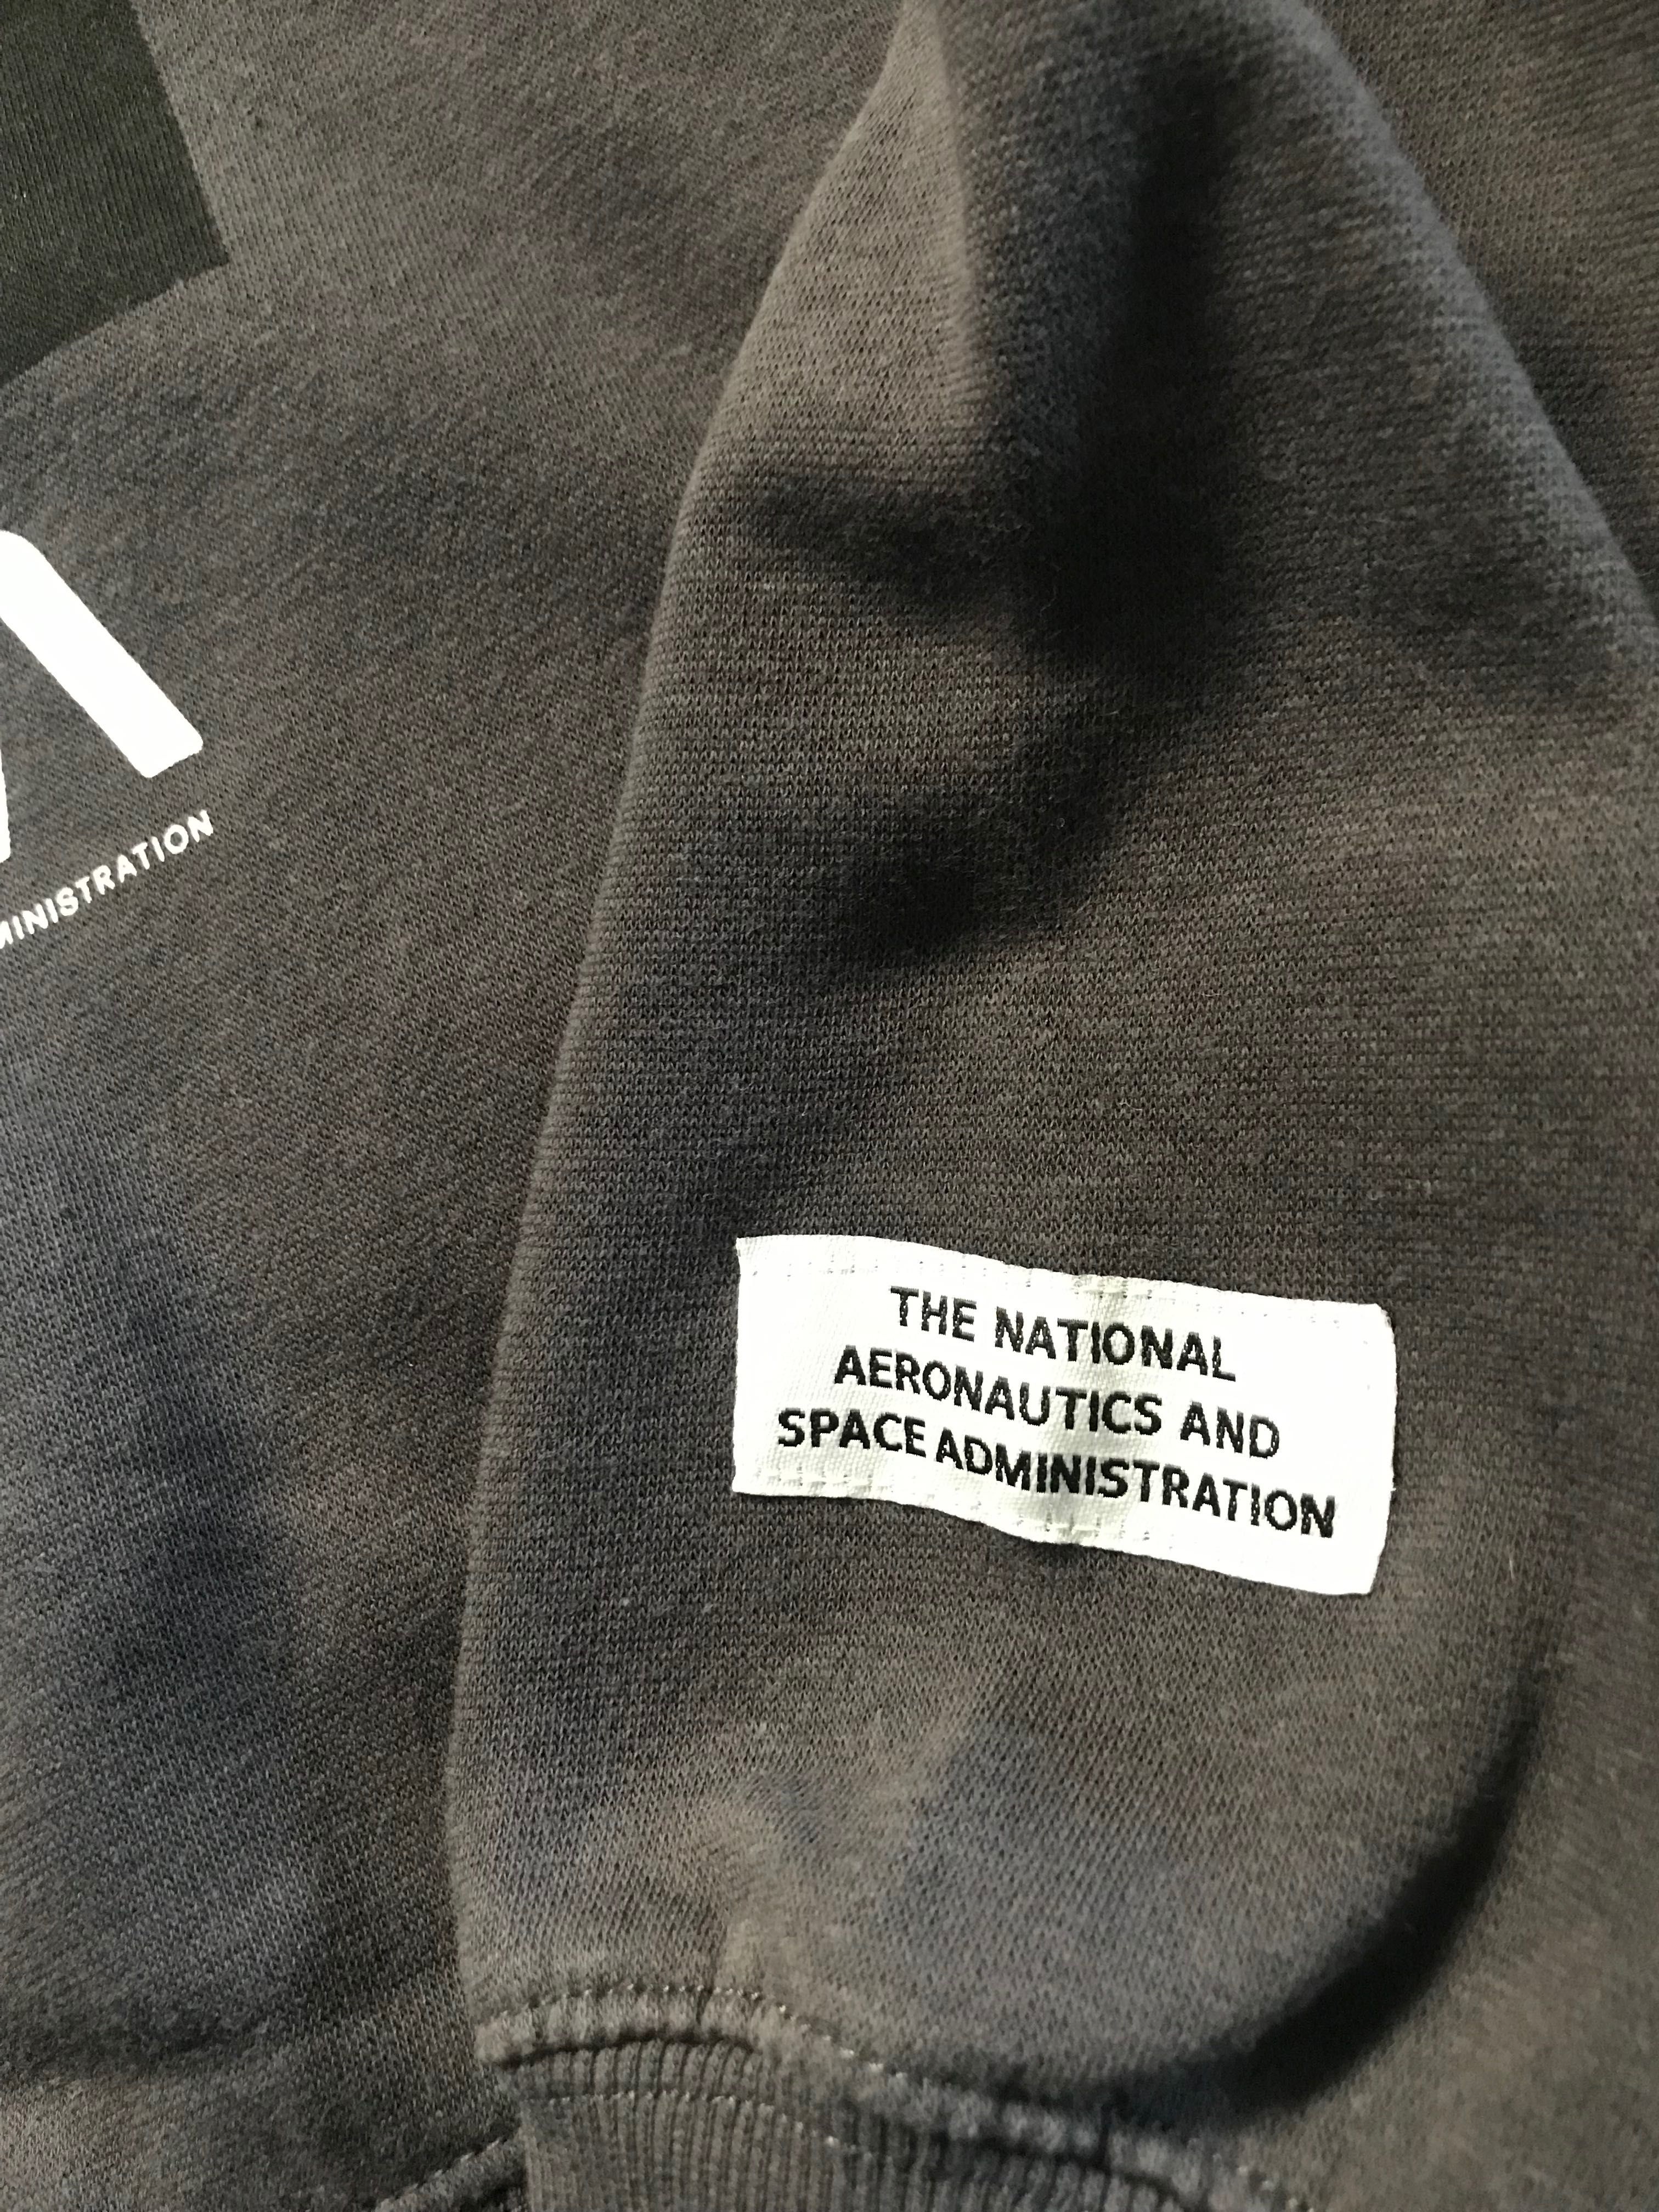 MINISTRATION
THE NATIONAL
AERONAUTICS AND
SPACE ADMINISTRATION